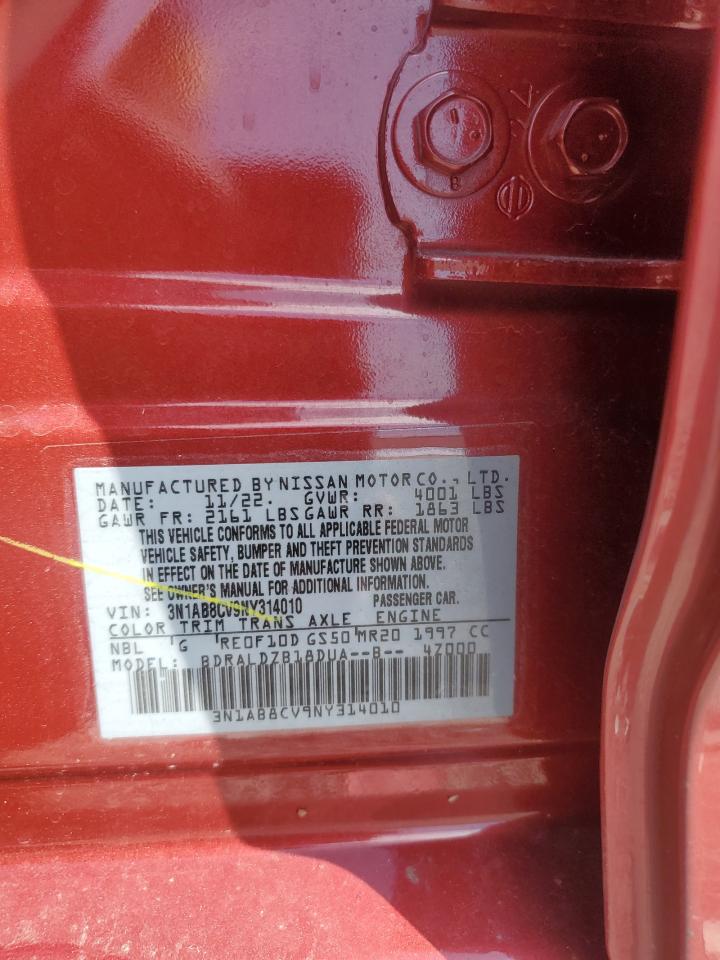 MANUFACTURED BY NISSAN MOTOR CO., LTD.
DATE: 11/22. GVWR: 4001 LBS
GAWR FR: 2161 LBS GAWR RR: 1863 LBS
THIS VEHICLE CONFORMS TO ALL APPLICABLE FEDERAL MOTOR
VEHICLE SAFETY, BUMPER AND THEFT PREVENTION STANDARDS
IN EFFECT ON THE DATE OF MANUFACTURE SHOWN ABOVE.
SEE OWNER'S MANUAL FOR ADDITIONAL INFORMATION.
VIN: 3N1AB8CV9NY314010 PASSENGER CAR.
COLOR TRIM TRANS AXLE ENGINE
NBL G RE0F10D GS50 MR20 1997 CC
MODEL: BDRALDZB18DUA--B-- 47000
3N1AB8CV9NY314010